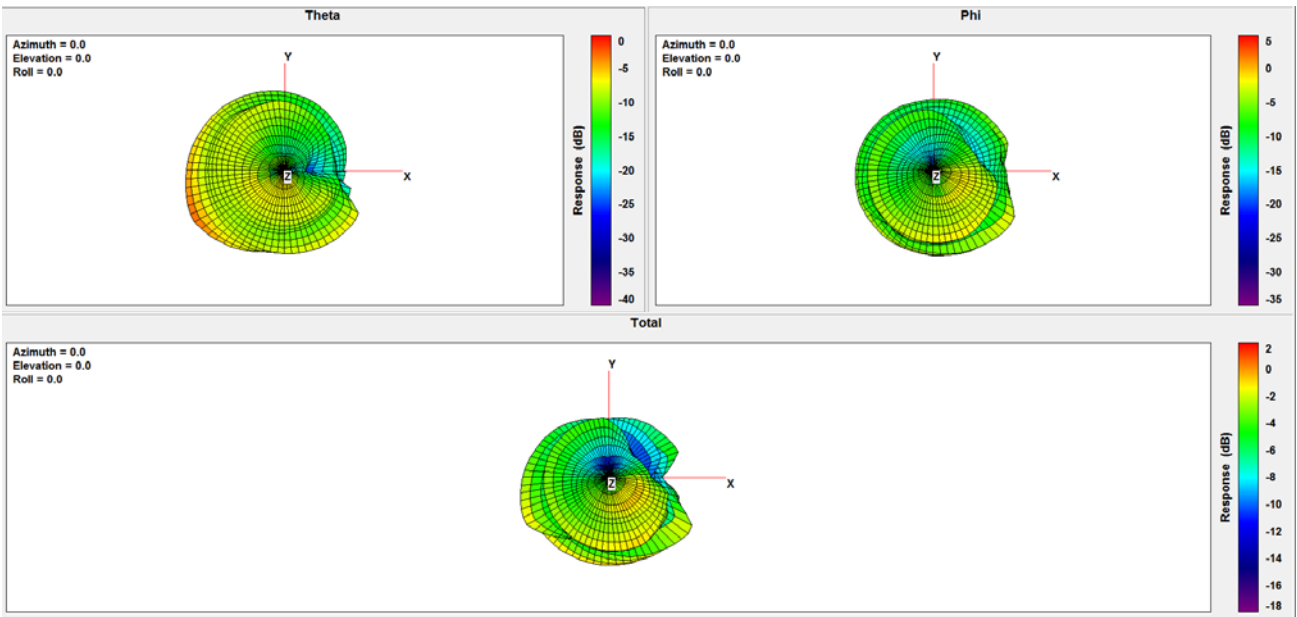 Theta
Azimuth = 0.0
Elevation = 0.0
Roll = 0.0
Y
X
Z
0
-5
-10
-15
-20
-25
-30
-35
-40
Response (dB)
Phi
Azimuth = 0.0
Elevation = 0.0
Roll = 0.0
Y
X
Z
5
0
-5
-10
-15
-20
-25
-30
-35
Response (dB)
Total
Azimuth = 0.0
Elevation = 0.0
Roll = 0.0
Y
X
Z
2
0
-2
-4
-6
-8
-10
-12
-14
-16
-18
Response (dB)